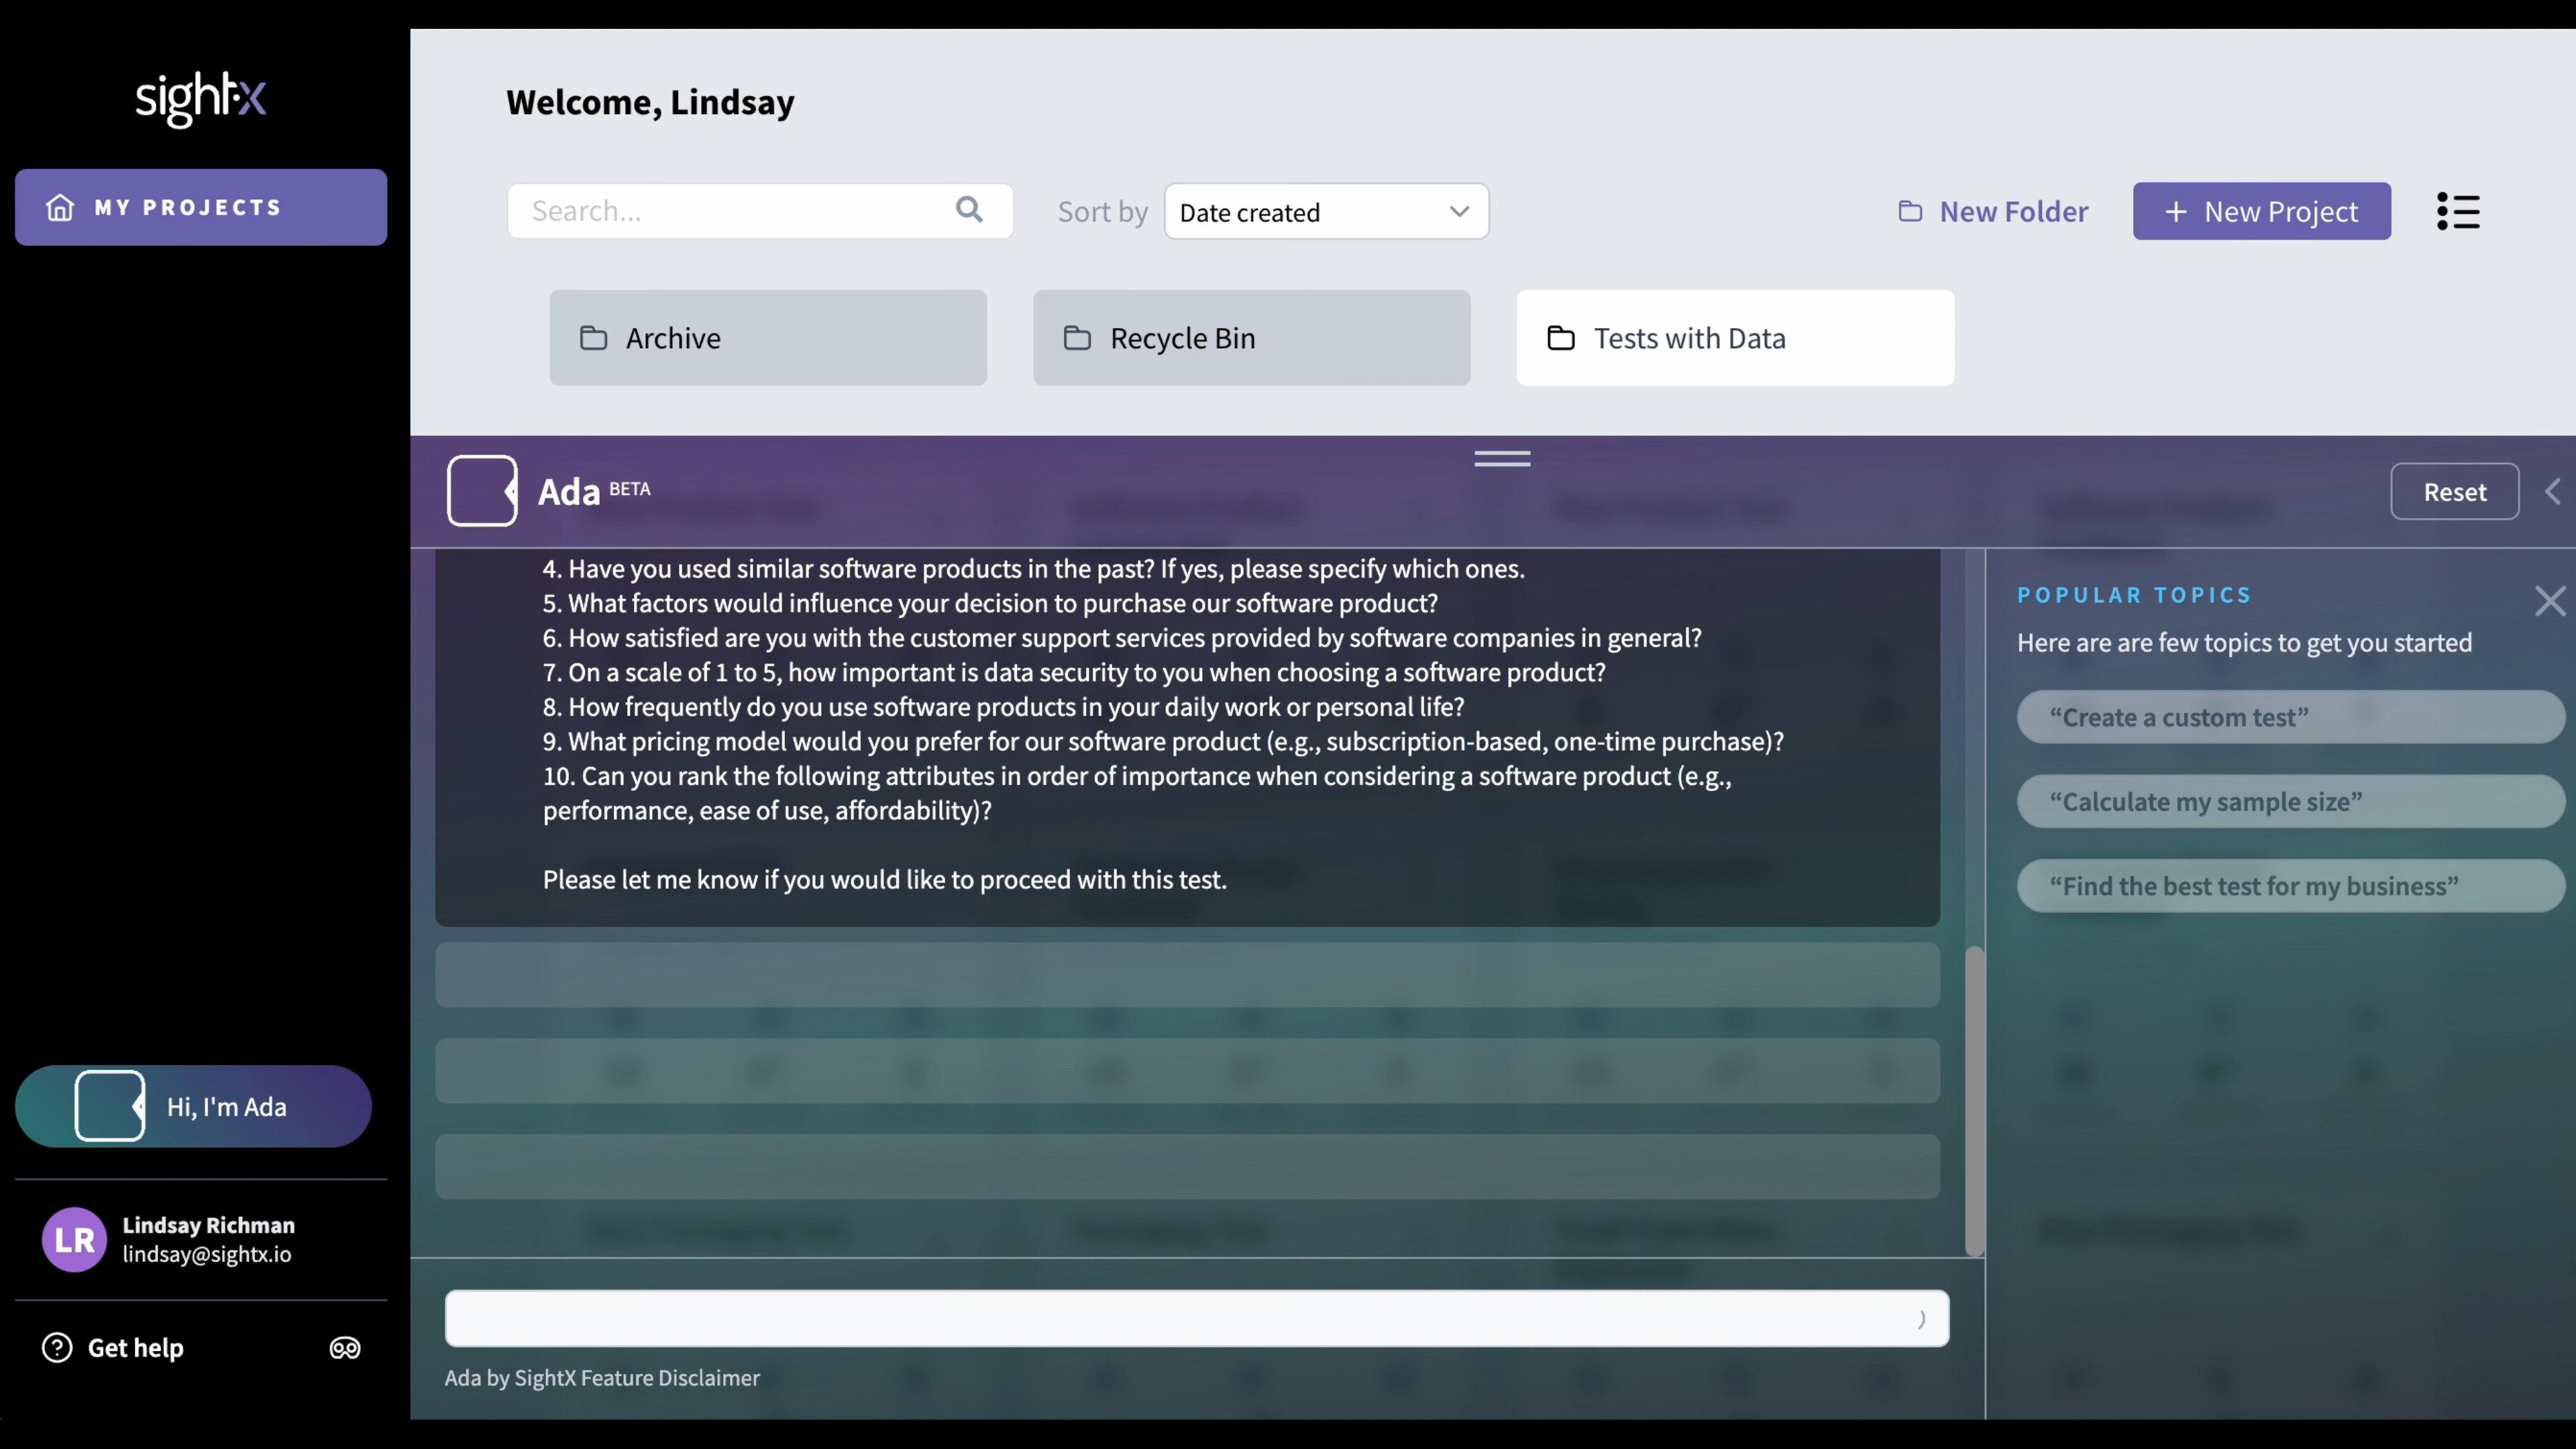 sightx
MY PROJECTS
Welcome, Lindsay
Search...
Sort by
Date created
New Folder
+ New Project
Archive
Recycle Bin
Tests with Data
Ada BETA
Reset
4. Have you used similar software products in the past? If yes, please specify which ones.
5. What factors would influence your decision to purchase our software product?
6. How satisfied are you with the customer support services provided by software companies in general?
7. On a scale of 1 to 5, how important is data security to you when choosing a software product?
8. How frequently do you use software products in your daily work or personal life?
9. What pricing model would you prefer for our software product (e.g., subscription-based, one-time purchase)?
10. Can you rank the following attributes in order of importance when considering a software product (e.g.,
performance, ease of use, affordability)?
Please let me know if you would like to proceed with this test.
POPULAR TOPICS
Here are are few topics to get you started
“Create a custom test”
“Calculate my sample size”
“Find the best test for my business”
Hi, I'm Ada
LR
Lindsay Richman
lindsay@sightx.io
Get help
Ada by SightX Feature Disclaimer